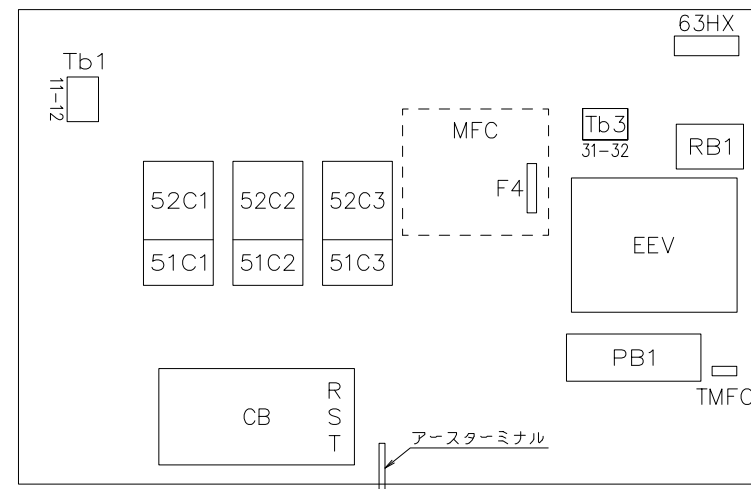 63HX
Tb1
11-12
MFC
Tb3
31-32
RB1
F4
52C1
52C2
52C3
51C1
51C2
51C3
EEV
PB1
TMFC
CB
R
S
T
アースターミナル